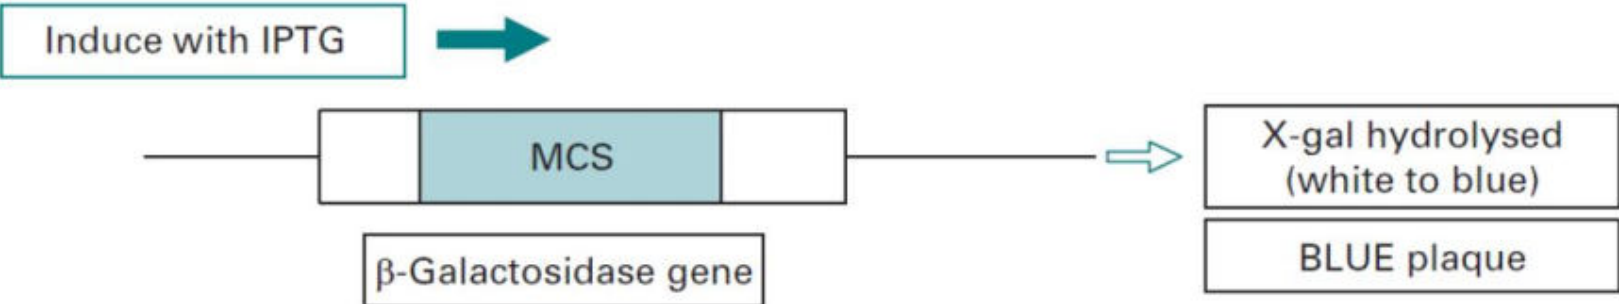 Induce with IPTG
MCS
X-gal hydrolysed
(white to blue)
β-Galactosidase gene
BLUE plaque